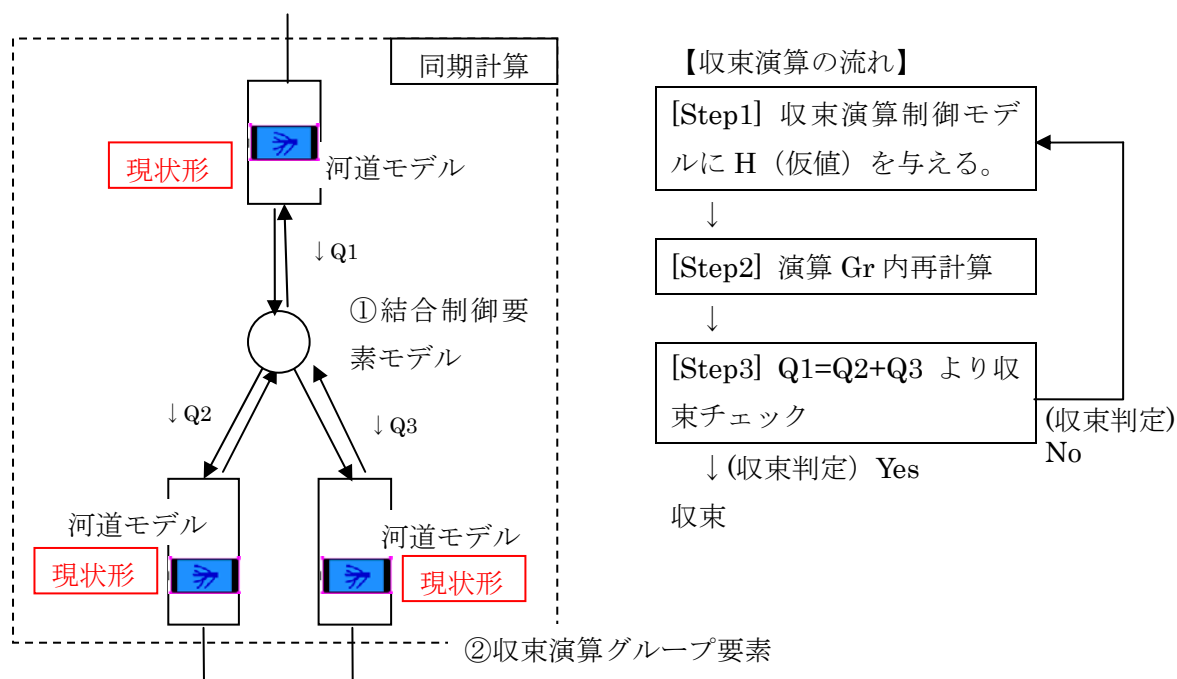 同期計算
現状形
河道モデル
↓Q1
①結合制御要
素モデル
↓Q2
↓Q3
河道モデル
現状形
河道モデル
現状形
②収束演算グループ要素
【収束演算の流れ】
[Step1] 収束演算制御モデ
ルに H（仮値）を与える。
↓
[Step2] 演算 Gr 内再計算
↓
[Step3] Q1=Q2+Q3 より収
束チェック
(収束判定)
No
↓(収束判定） Yes
収束